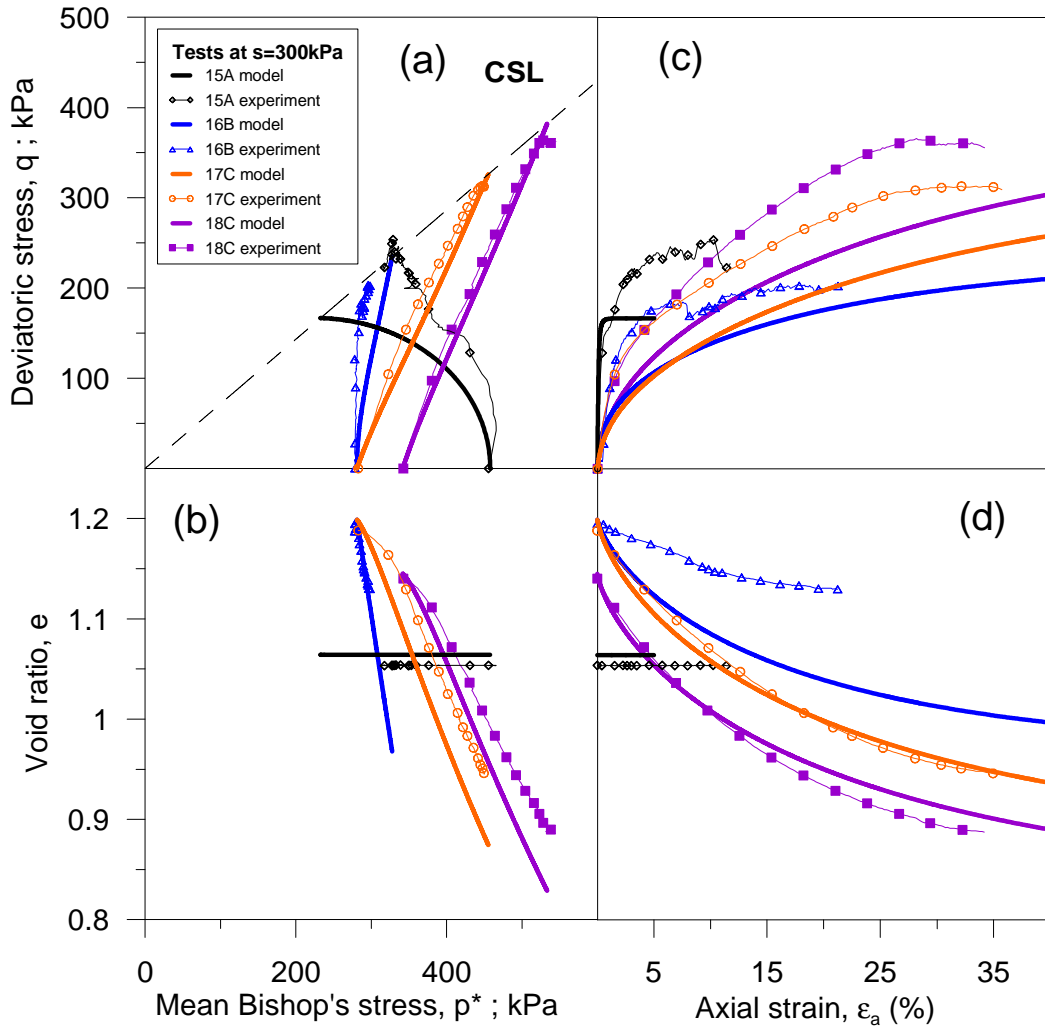 500
400
300
200
100
Deviatoric stress, q ; kPa
Tests at s=300kPa
15A model
15A experiment
16B model
16B experiment
17C model
17C experiment
18C model
18C experiment
(a)
CSL
(c)
1.2
1.1
1
0.9
0.8
Void ratio, e
(b)
(d)
0
200
400
Mean Bishop's stress, p* ; kPa
5
15
25
35
Axial strain, εa (%)